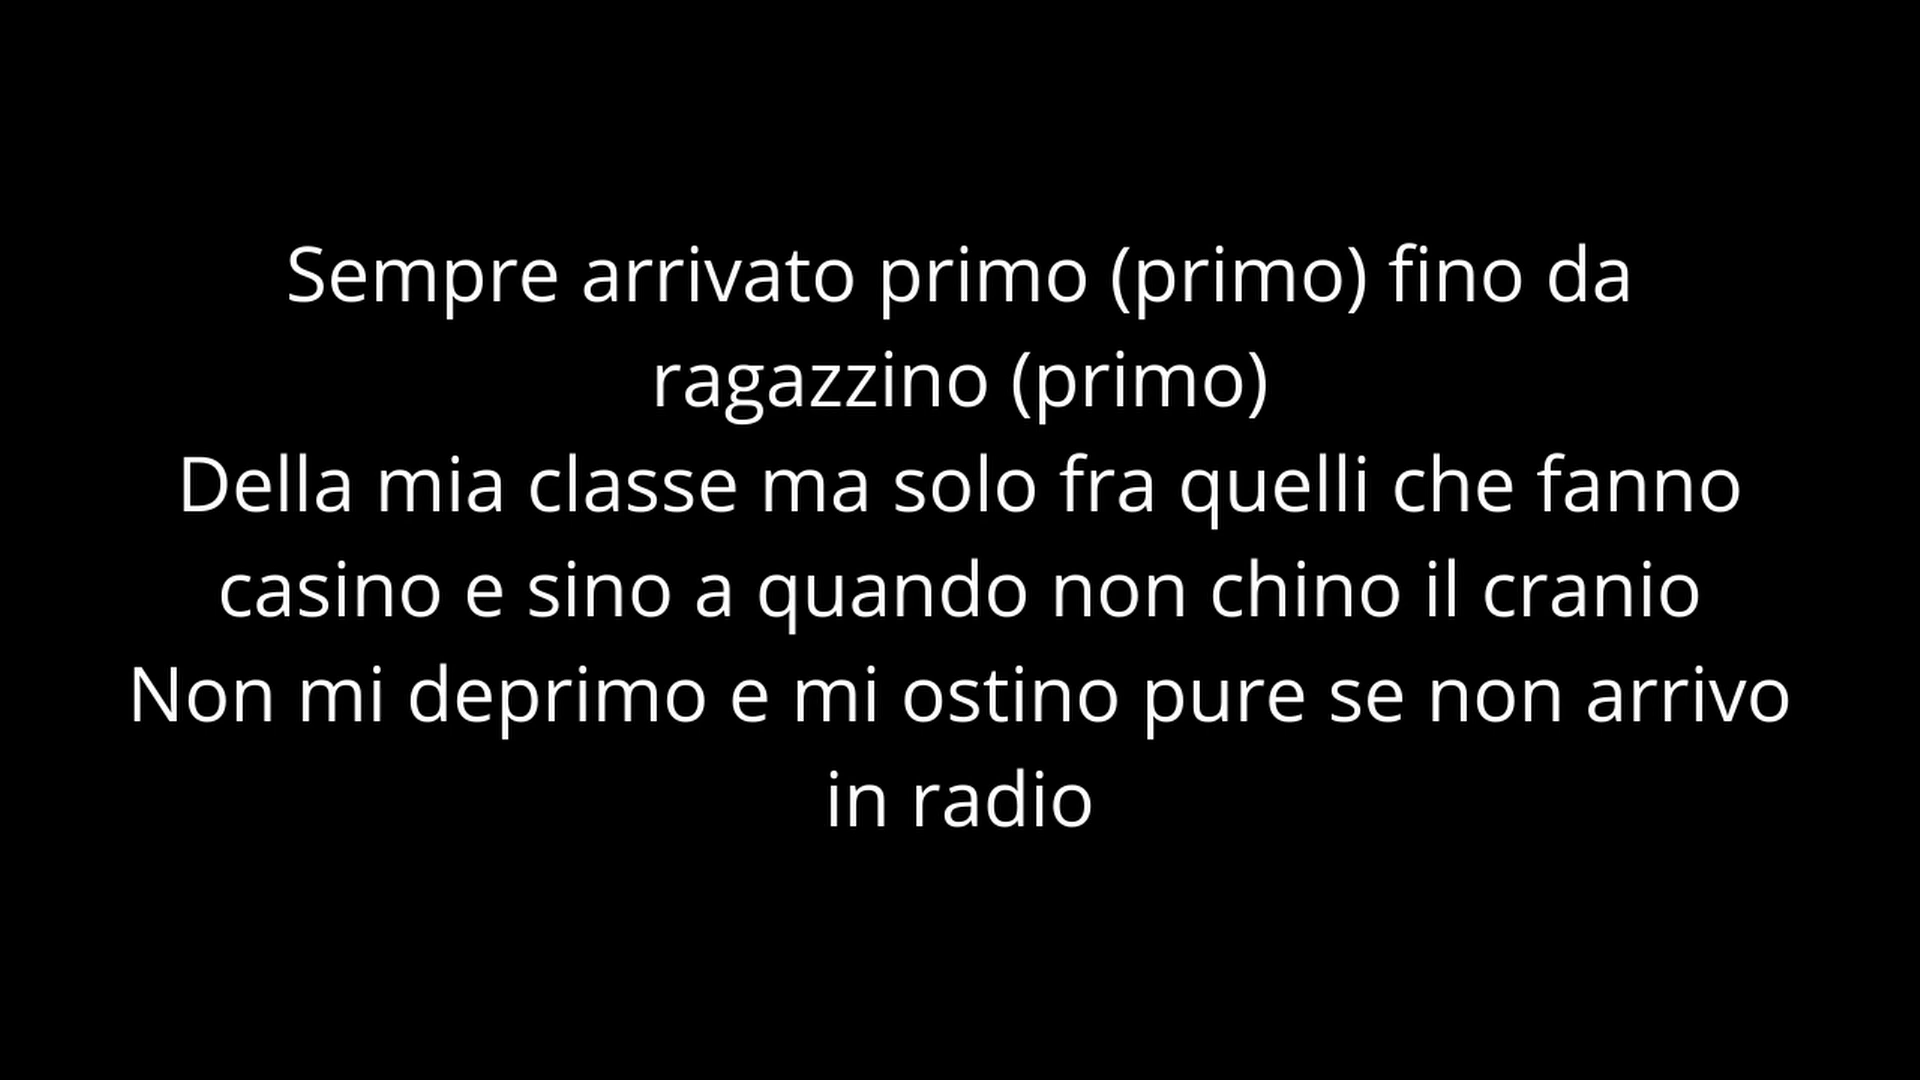 Sempre arrivato primo (primo) fino da
ragazzino (primo)
Della mia classe ma solo fra quelli che fanno
casino e sino a quando non chino il cranio
Non mi deprimo e mi ostino pure se non arrivo
in radio